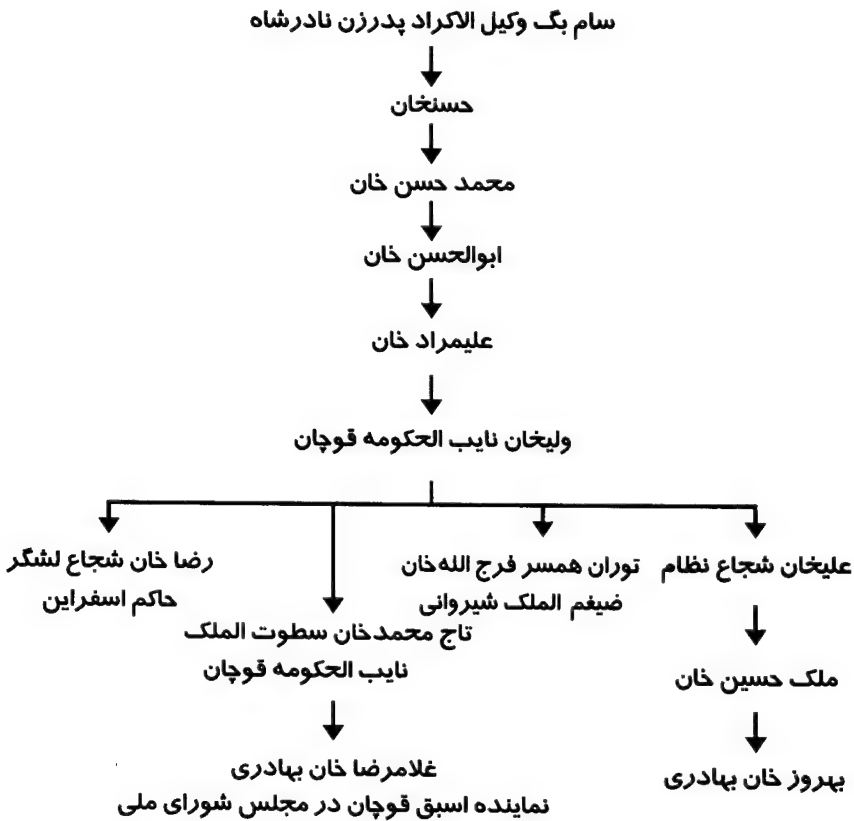 سام بگ وکیل الاکراد پدرزن نادرشاه
حسنخان
محمد حسن خان
ابوالحسن خان
علیمراد خان
ولیخان نایب الحکومه قوچان
علیخان شجاع نظام
توران همسر فرج الله‌خان
ضیغم الملک شیروانی
رضا خان شجاع لشگر
حاکم اسفراین
تاج محمدخان سطوت الملک
نایب الحکومه قوچان
ملک حسین خان
غلامرضا خان بهادری
نماینده اسبق قوچان در مجلس شورای ملی
بهروز خان بهادری